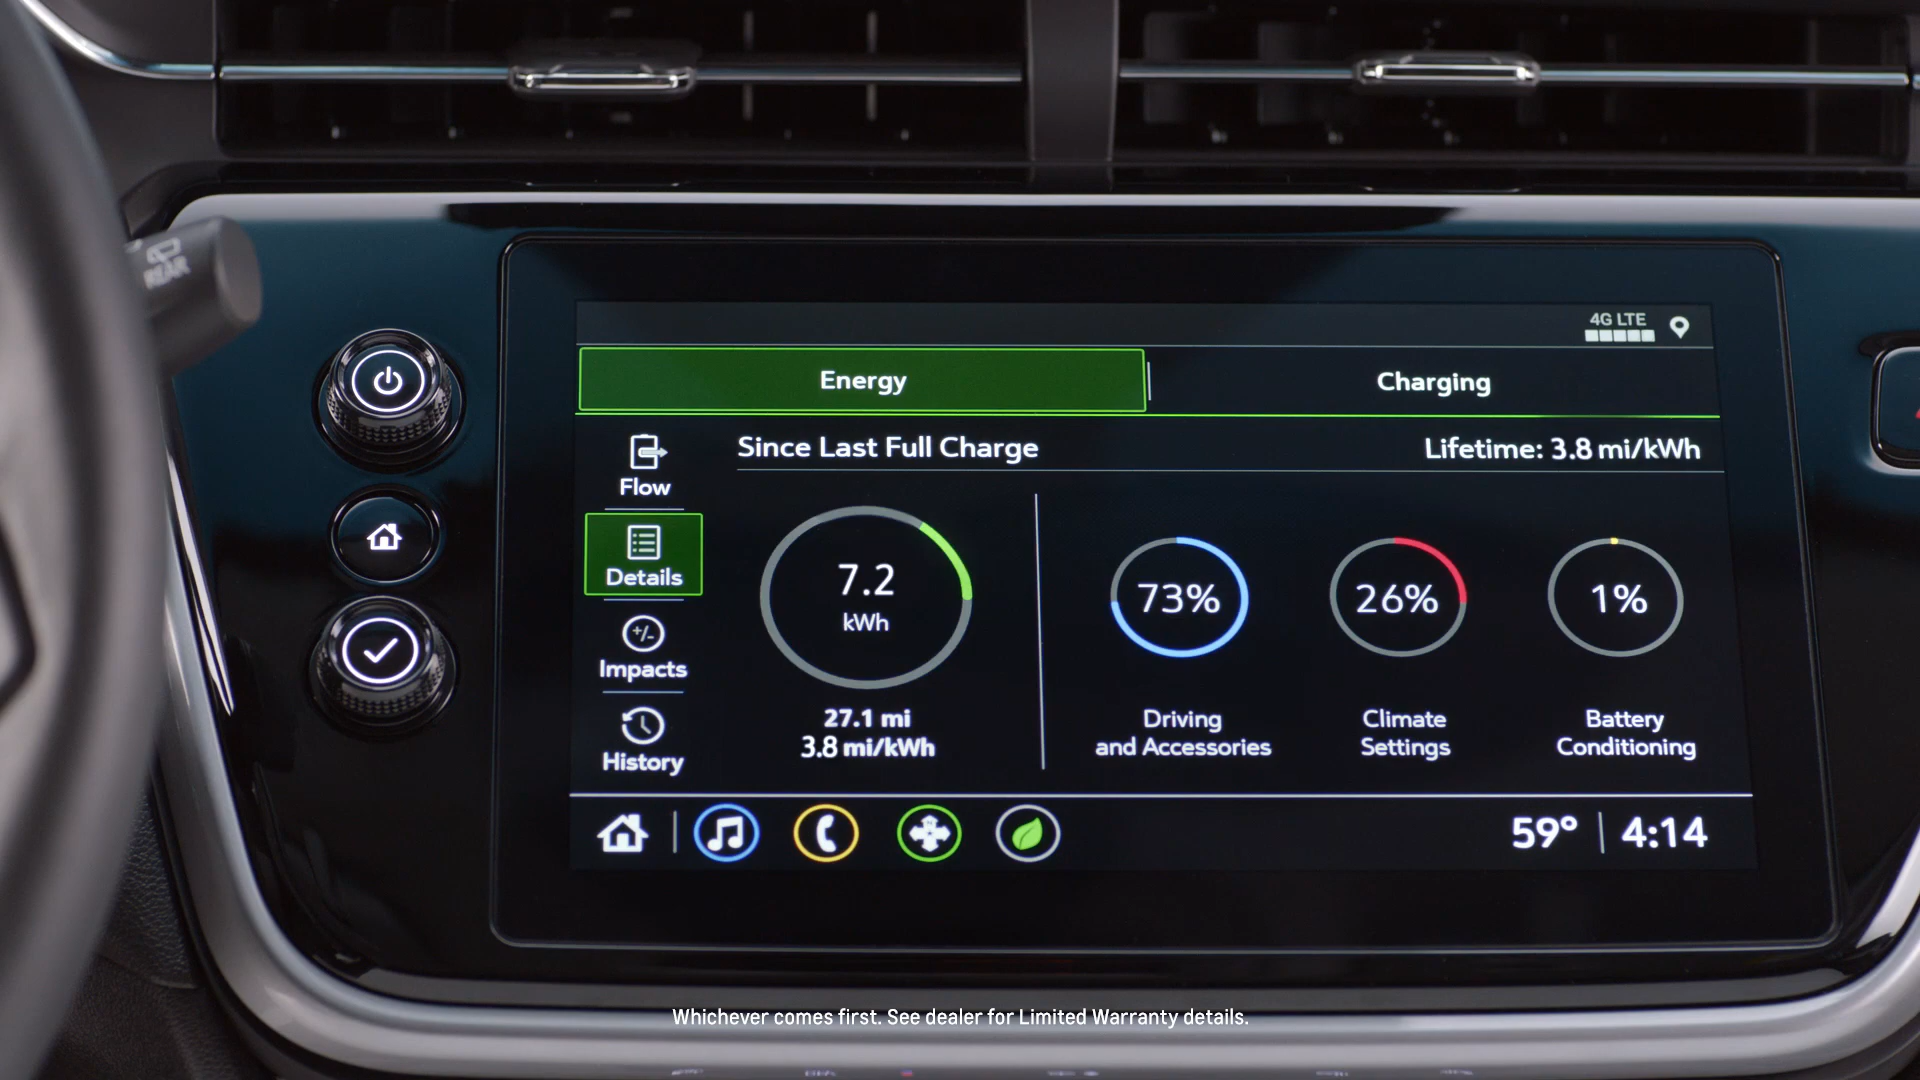 REAR
4G LTE
Energy
Charging
Since Last Full Charge
Lifetime: 3.8 mi/kWh
Flow
Details
Impacts
History
7.2
kWh
27.1 mi
3.8 mi/kWh
73%
Driving
and Accessories
26%
Climate
Settings
1%
Battery
Conditioning
59° | 4:14
Whichever comes first. See dealer for Limited Warranty details.